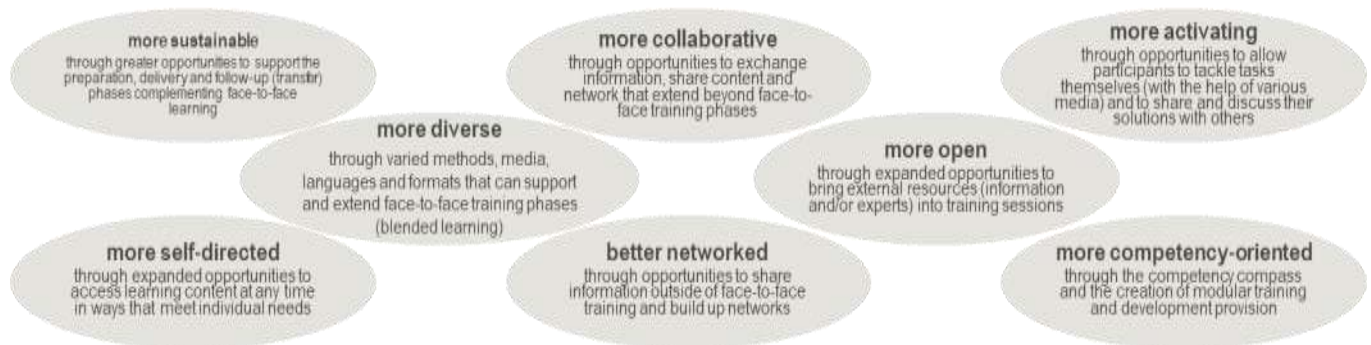 more sustainable
through greater opportunities to support the
preparation, delivery and follow-up (transfer)
phases complementing face-to-face
learning
more collaborative
through opportunities to exchange
information, share content and
network that extend beyond face-to-
face training phases
more activating
through opportunities to allow
participants to tackle tasks
themselves (with the help of various
media) and to share and discuss their
solutions with others
more diverse
through varied methods, media,
languages and formats that can support
and extend face-to-face training phases
(blended learning)
more open
through expanded opportunities to
bring external resources (information
and/or experts) into training sessions
more self-directed
through expanded opportunities to
access learning content at any time
in ways that meet individual needs
better networked
through opportunities to share
information outside of face-to-face
training and build up networks
more competency-oriented
through the competency compass
and the creation of modular training
and development provision